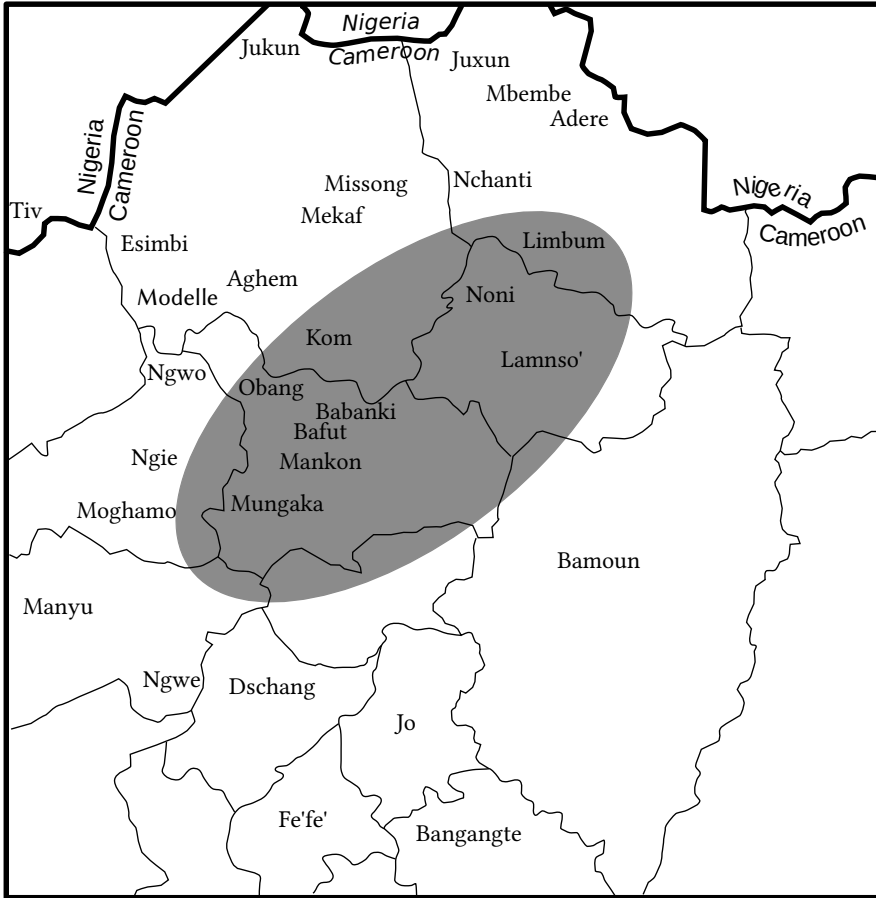 Nigeria
Cameroon
Jukun
Juxun
Mbembe
Adere
Nigeria
Cameroon
Missong
Nchanti
Nigeria
Cameroon
Tiv
Mekaf
Esimbi
Limbum
Aghem
Modelle
Noni
Kom
Lamnso'
Ngwo
Obang
Babanki
Bafut
Ngie
Mankon
Moghamo
Mungaka
Bamoun
Manyu
Ngwe
Dschang
Jo
Fe'fe'
Bangangte